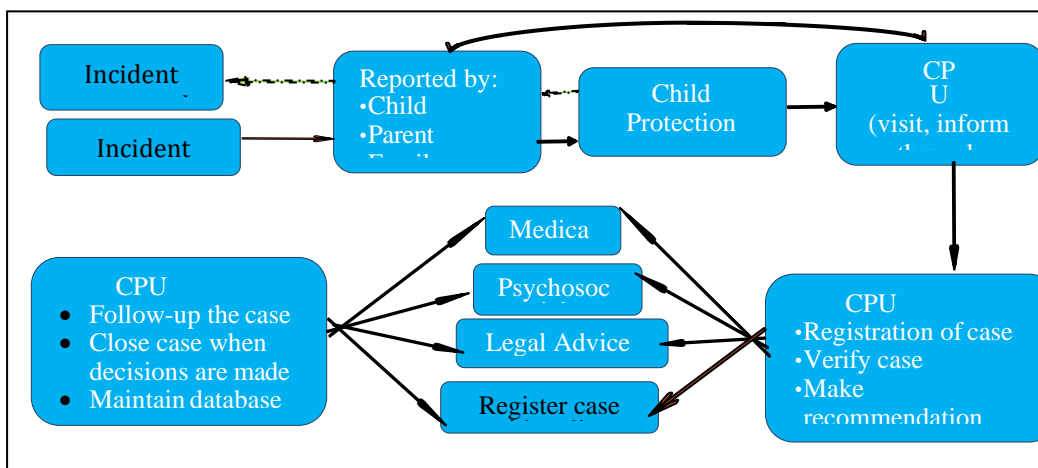 Incident
Incident
Reported by:
•Child
•Parent
Child
Protection
CP
U
(visit, inform
Medica
Psychosoc
Legal Advice
Register case
CPU
• Follow-up the case
• Close case when
decisions are made
• Maintain database
CPU
•Registration of case
•Verify case
•Make
recommendation